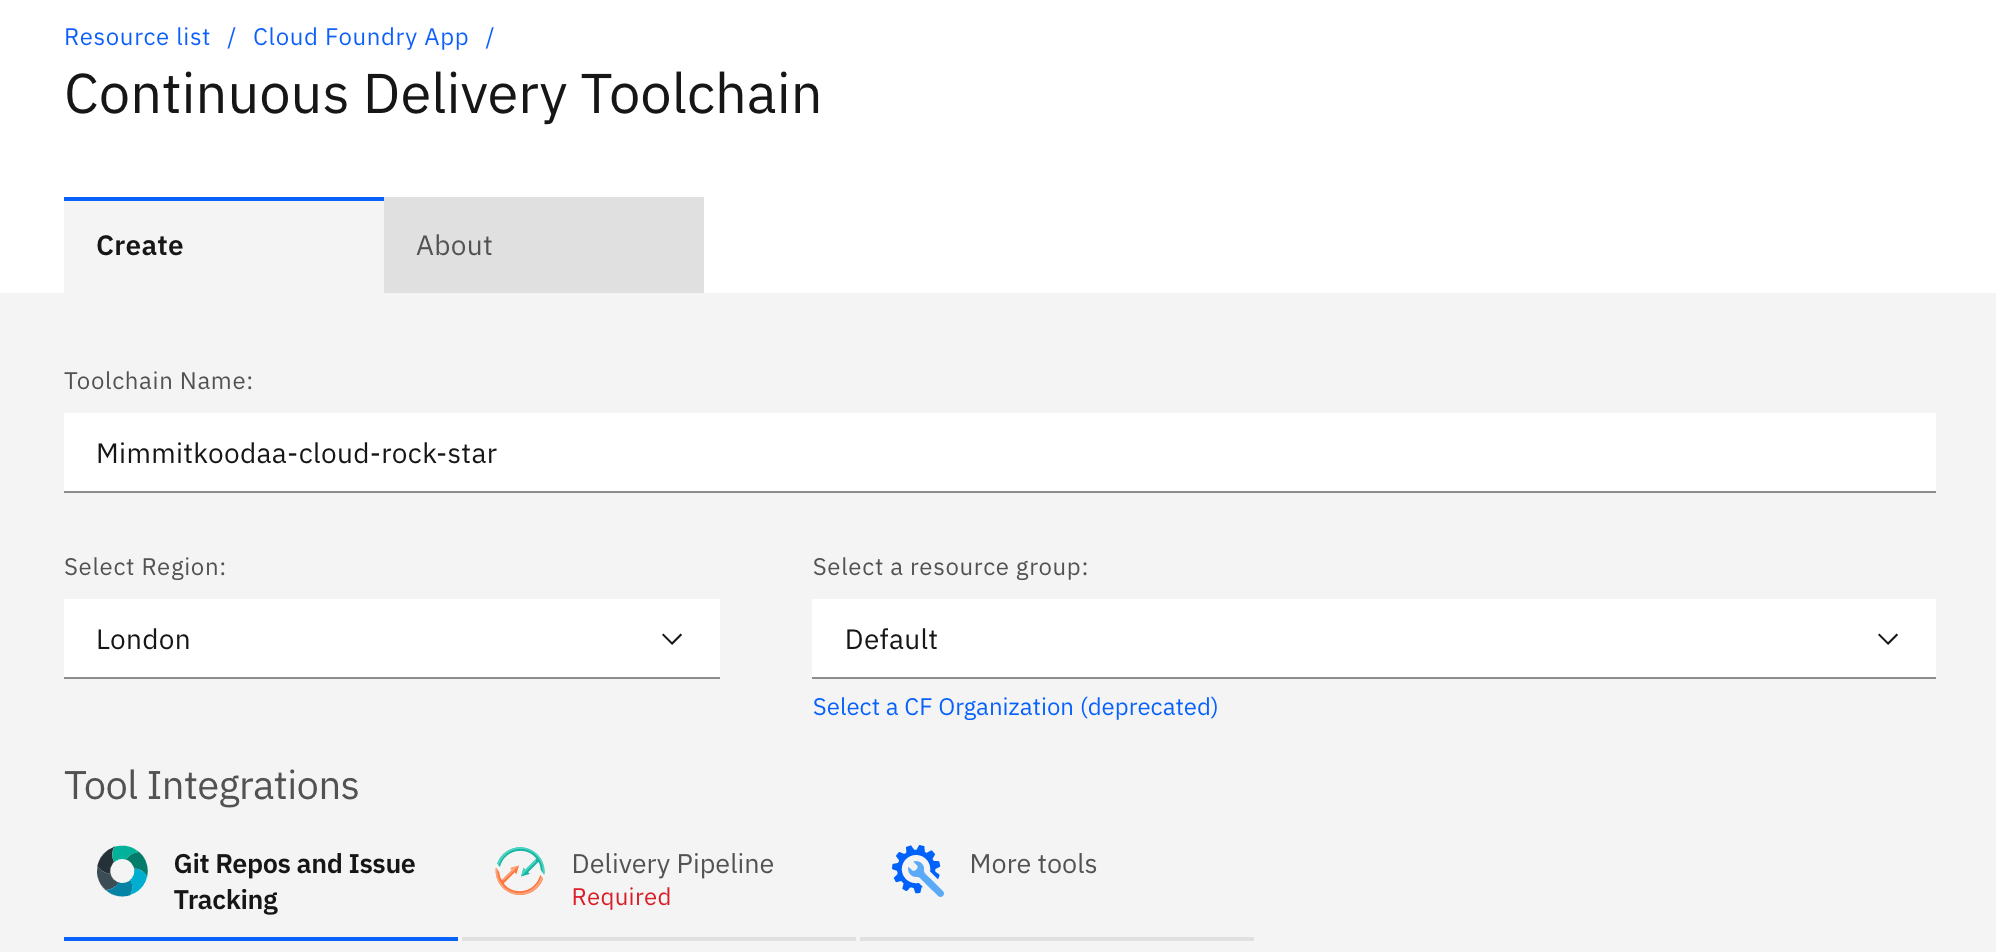 Resource list / Cloud Foundry App /
Continuous Delivery Toolchain
Create About
Toolchain Name:
Mimmitkoodaa-cloud-rock-star
Select Region: Select a resource group:
London Default
Select a CF Organization (deprecated)
Tool Integrations
Git Repos and Issue Delivery Pipeline More tools
Tracking Required